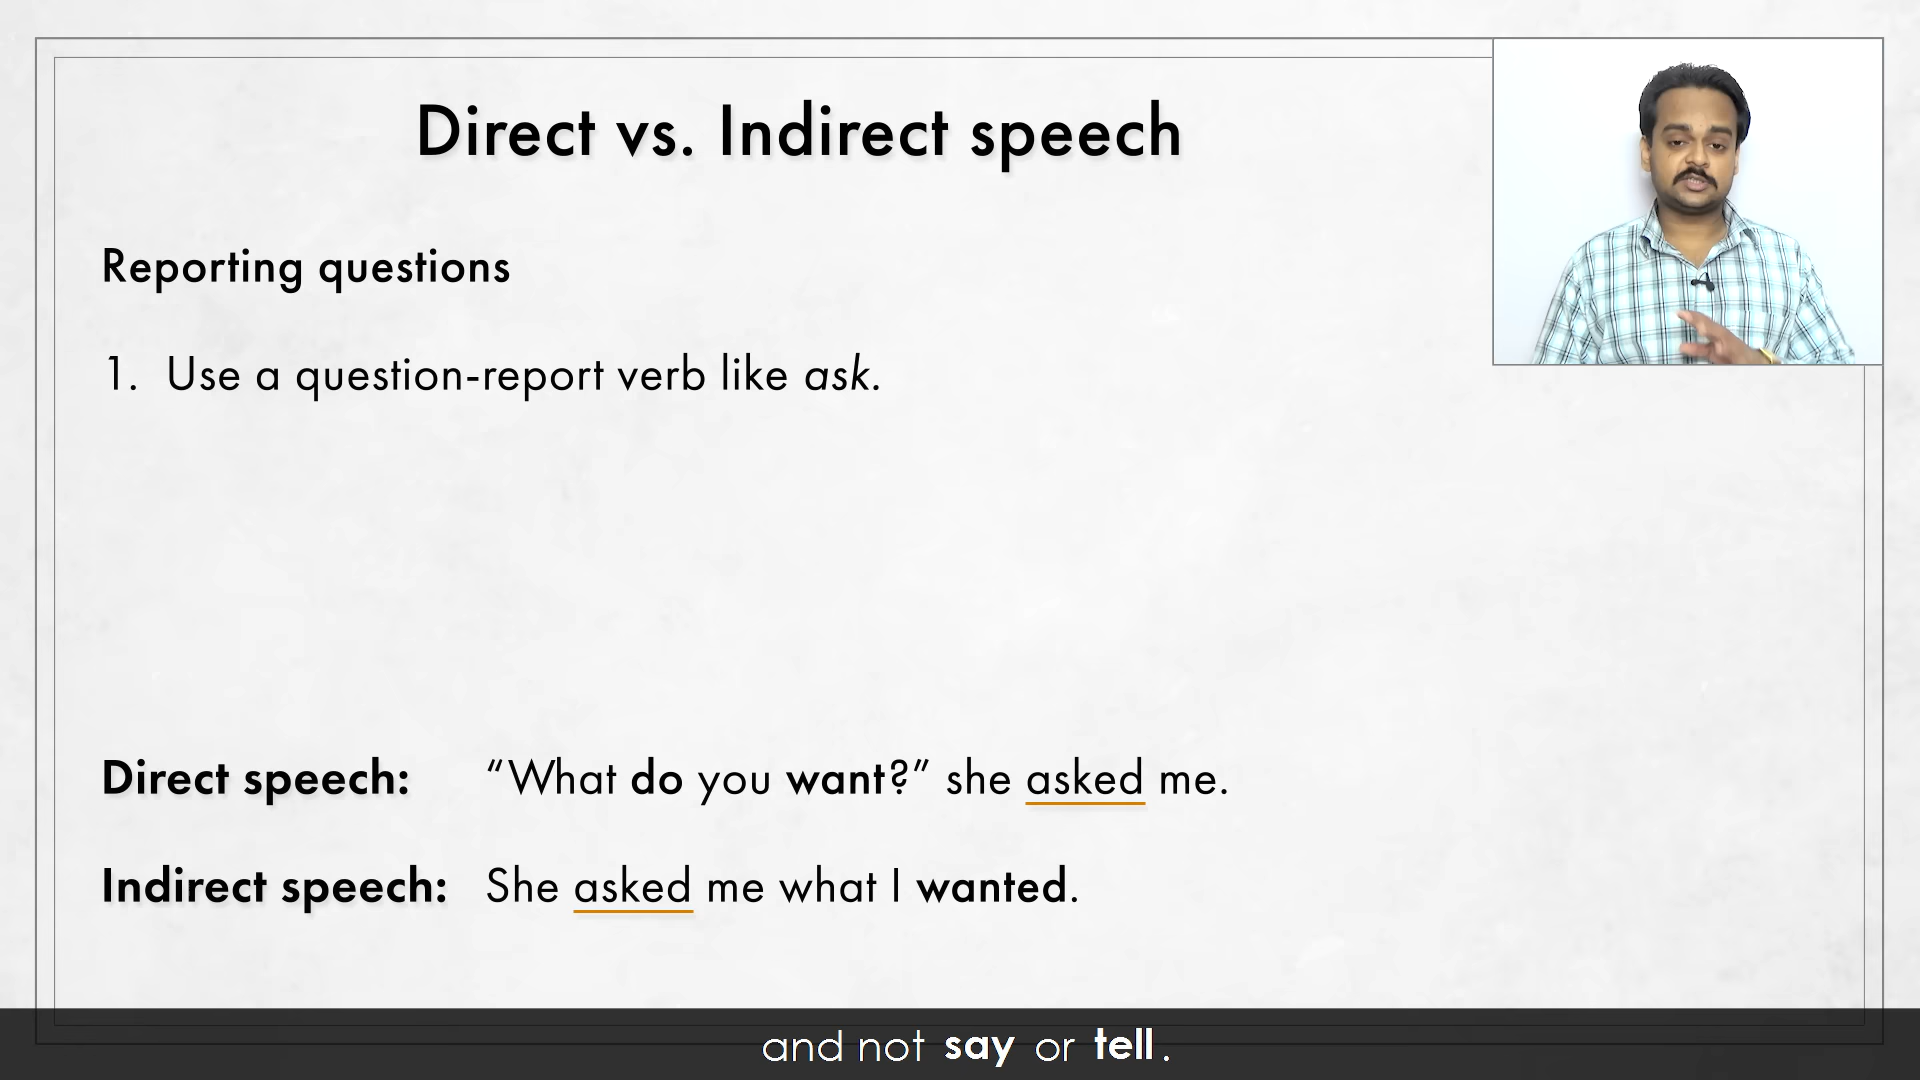 Direct vs. Indirect speech
Reporting questions
1. Use a question-report verb like ask.
Direct speech: “What do you want?” she asked me.
Indirect speech: She asked me what I wanted.
and not say or tell.